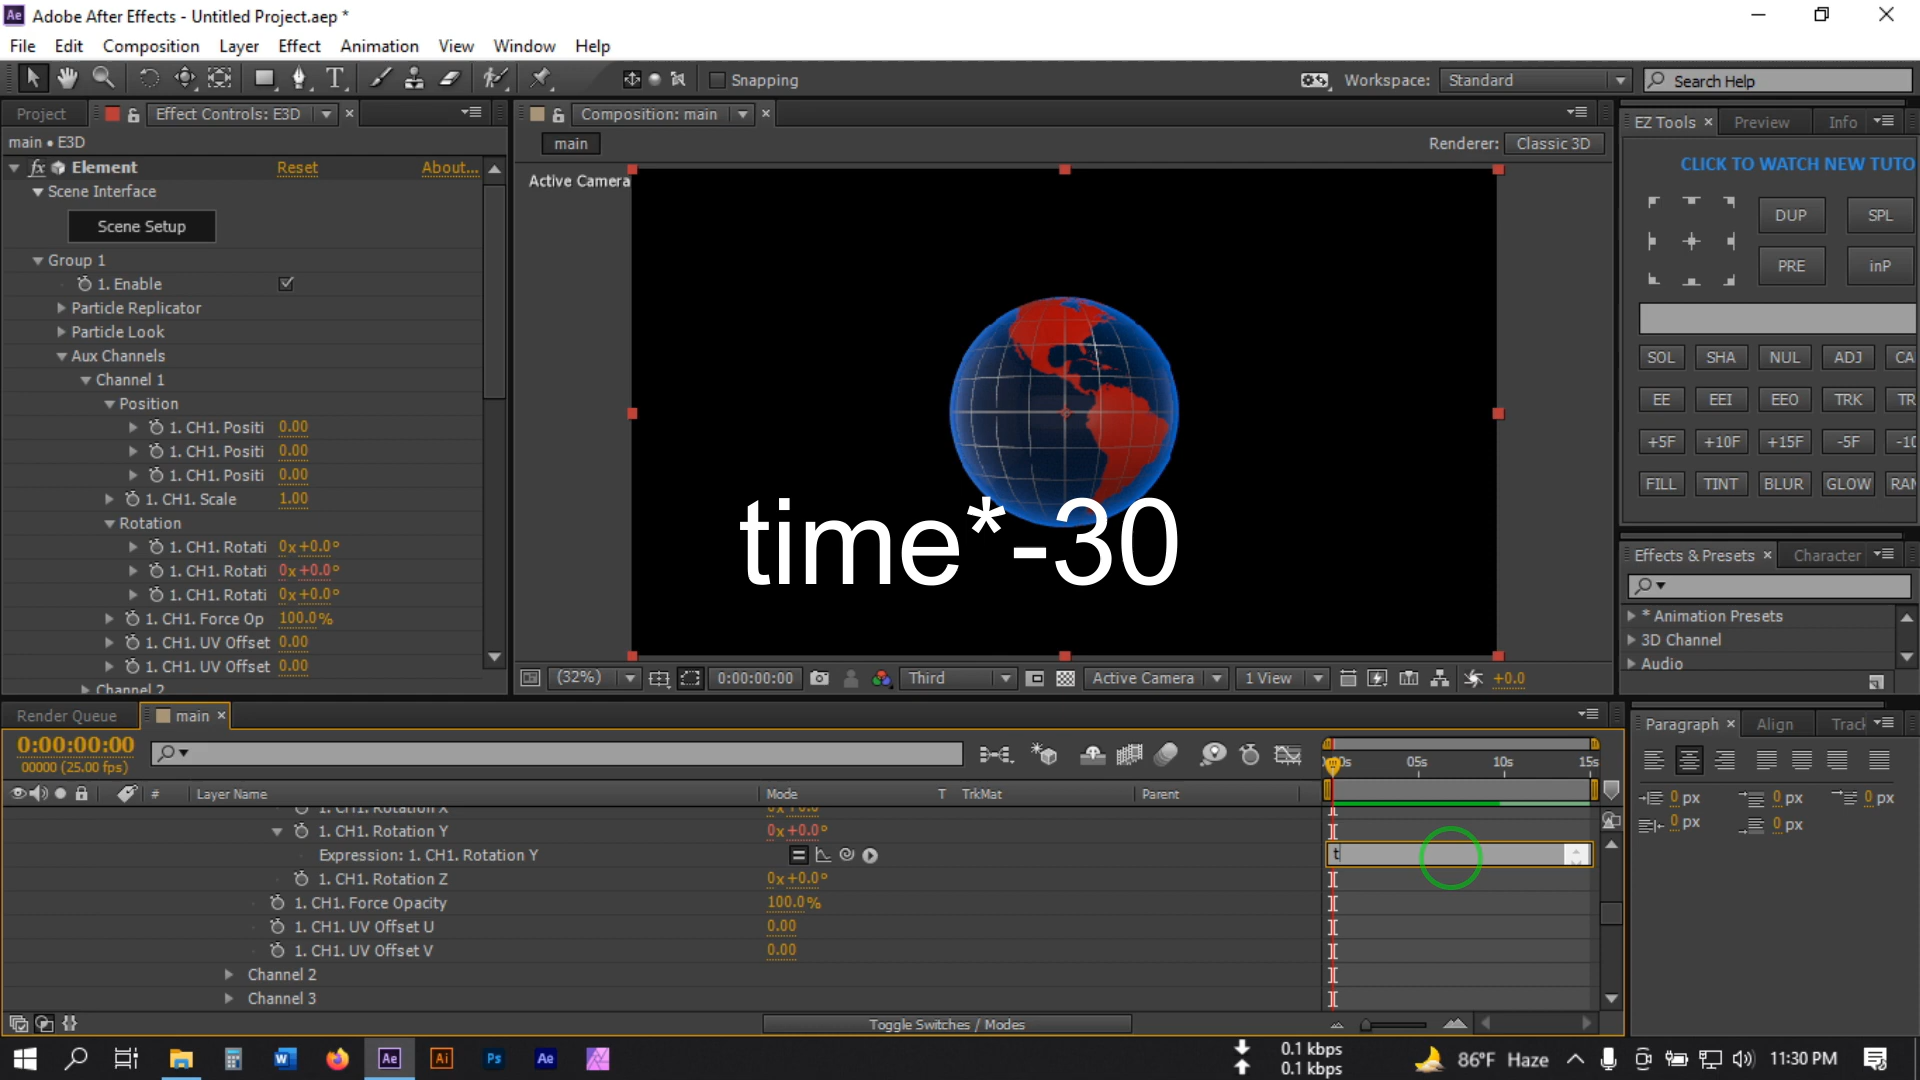 Ae Adobe After Effects - Untitled Project.aep *
File Edit Composition Layer Effect Animation View Window Help
Snapping
Workspace: Standard
Search Help
Project
Effect Controls: E3D
main • E3D
fx Element Reset About...
Scene Interface
Scene Setup
Group 1
1. Enable
Particle Replicator
Particle Look
Aux Channels
Channel 1
Position
1. CH1. Positi 0.00
1. CH1. Positi 0.00
1. CH1. Positi 0.00
1. CH1. Scale 1.00
Rotation
1. CH1. Rotati 0x+0.0°
1. CH1. Rotati 0x+0.0°
1. CH1. Rotati 0x+0.0°
1. CH1. Force Op 100.0%
1. CH1. UV Offset 0.00
1. CH1. UV Offset 0.00
Channel 2
Composition: main
main
Renderer: Classic 3D
Active Camera
time*-30
(32%) 0:00:00:00 Third Active Camera 1 View +0.0
EZ Tools Preview Info
CLICK TO WATCH NEW TUTO
DUP SPL
PRE inP
SOL SHA NUL ADJ CA
EE EEI EEO TRK TR
+5F +10F +15F -5F -10
FILL TINT BLUR GLOW RAN
Effects & Presets Character
* Animation Presets
3D Channel
Audio
Render Queue main
0:00:00:00
00000 (25.00 fps)
# Layer Name Mode T TrkMat Parent
05s 10s 15s
1. CH1. Rotation X 0x+0.0°
1. CH1. Rotation Y 0x+0.0°
Expression: 1. CH1. Rotation Y t
1. CH1. Rotation Z 0x+0.0°
1. CH1. Force Opacity 100.0%
1. CH1. UV Offset U 0.00
1. CH1. UV Offset V 0.00
Channel 2
Channel 3
Toggle Switches / Modes
Paragraph Align Track
0 px 0 px 0 px
0 px 0 px
W Ae Ai Ps Ae
0.1 kbps
0.1 kbps
86°F Haze
11:30 PM